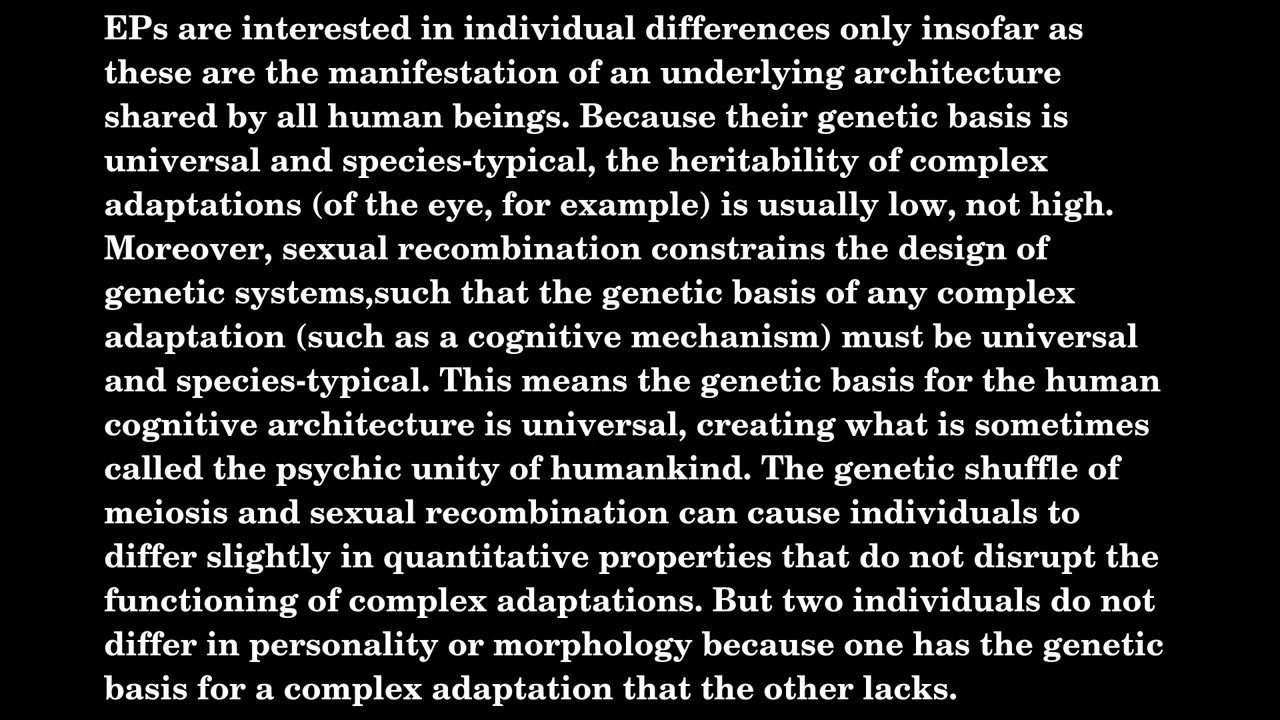 EPs are interested in individual differences only insofar as
these are the manifestation of an underlying architecture
shared by all human beings. Because their genetic basis is
universal and species-typical, the heritability of complex
adaptations (of the eye, for example) is usually low, not high.
Moreover, sexual recombination constrains the design of
genetic systems,such that the genetic basis of any complex
adaptation (such as a cognitive mechanism) must be universal
and species-typical. This means the genetic basis for the human
cognitive architecture is universal, creating what is sometimes
called the psychic unity of humankind. The genetic shuffle of
meiosis and sexual recombination can cause individuals to
differ slightly in quantitative properties that do not disrupt the
functioning of complex adaptations. But two individuals do not
differ in personality or morphology because one has the genetic
basis for a complex adaptation that the other lacks.